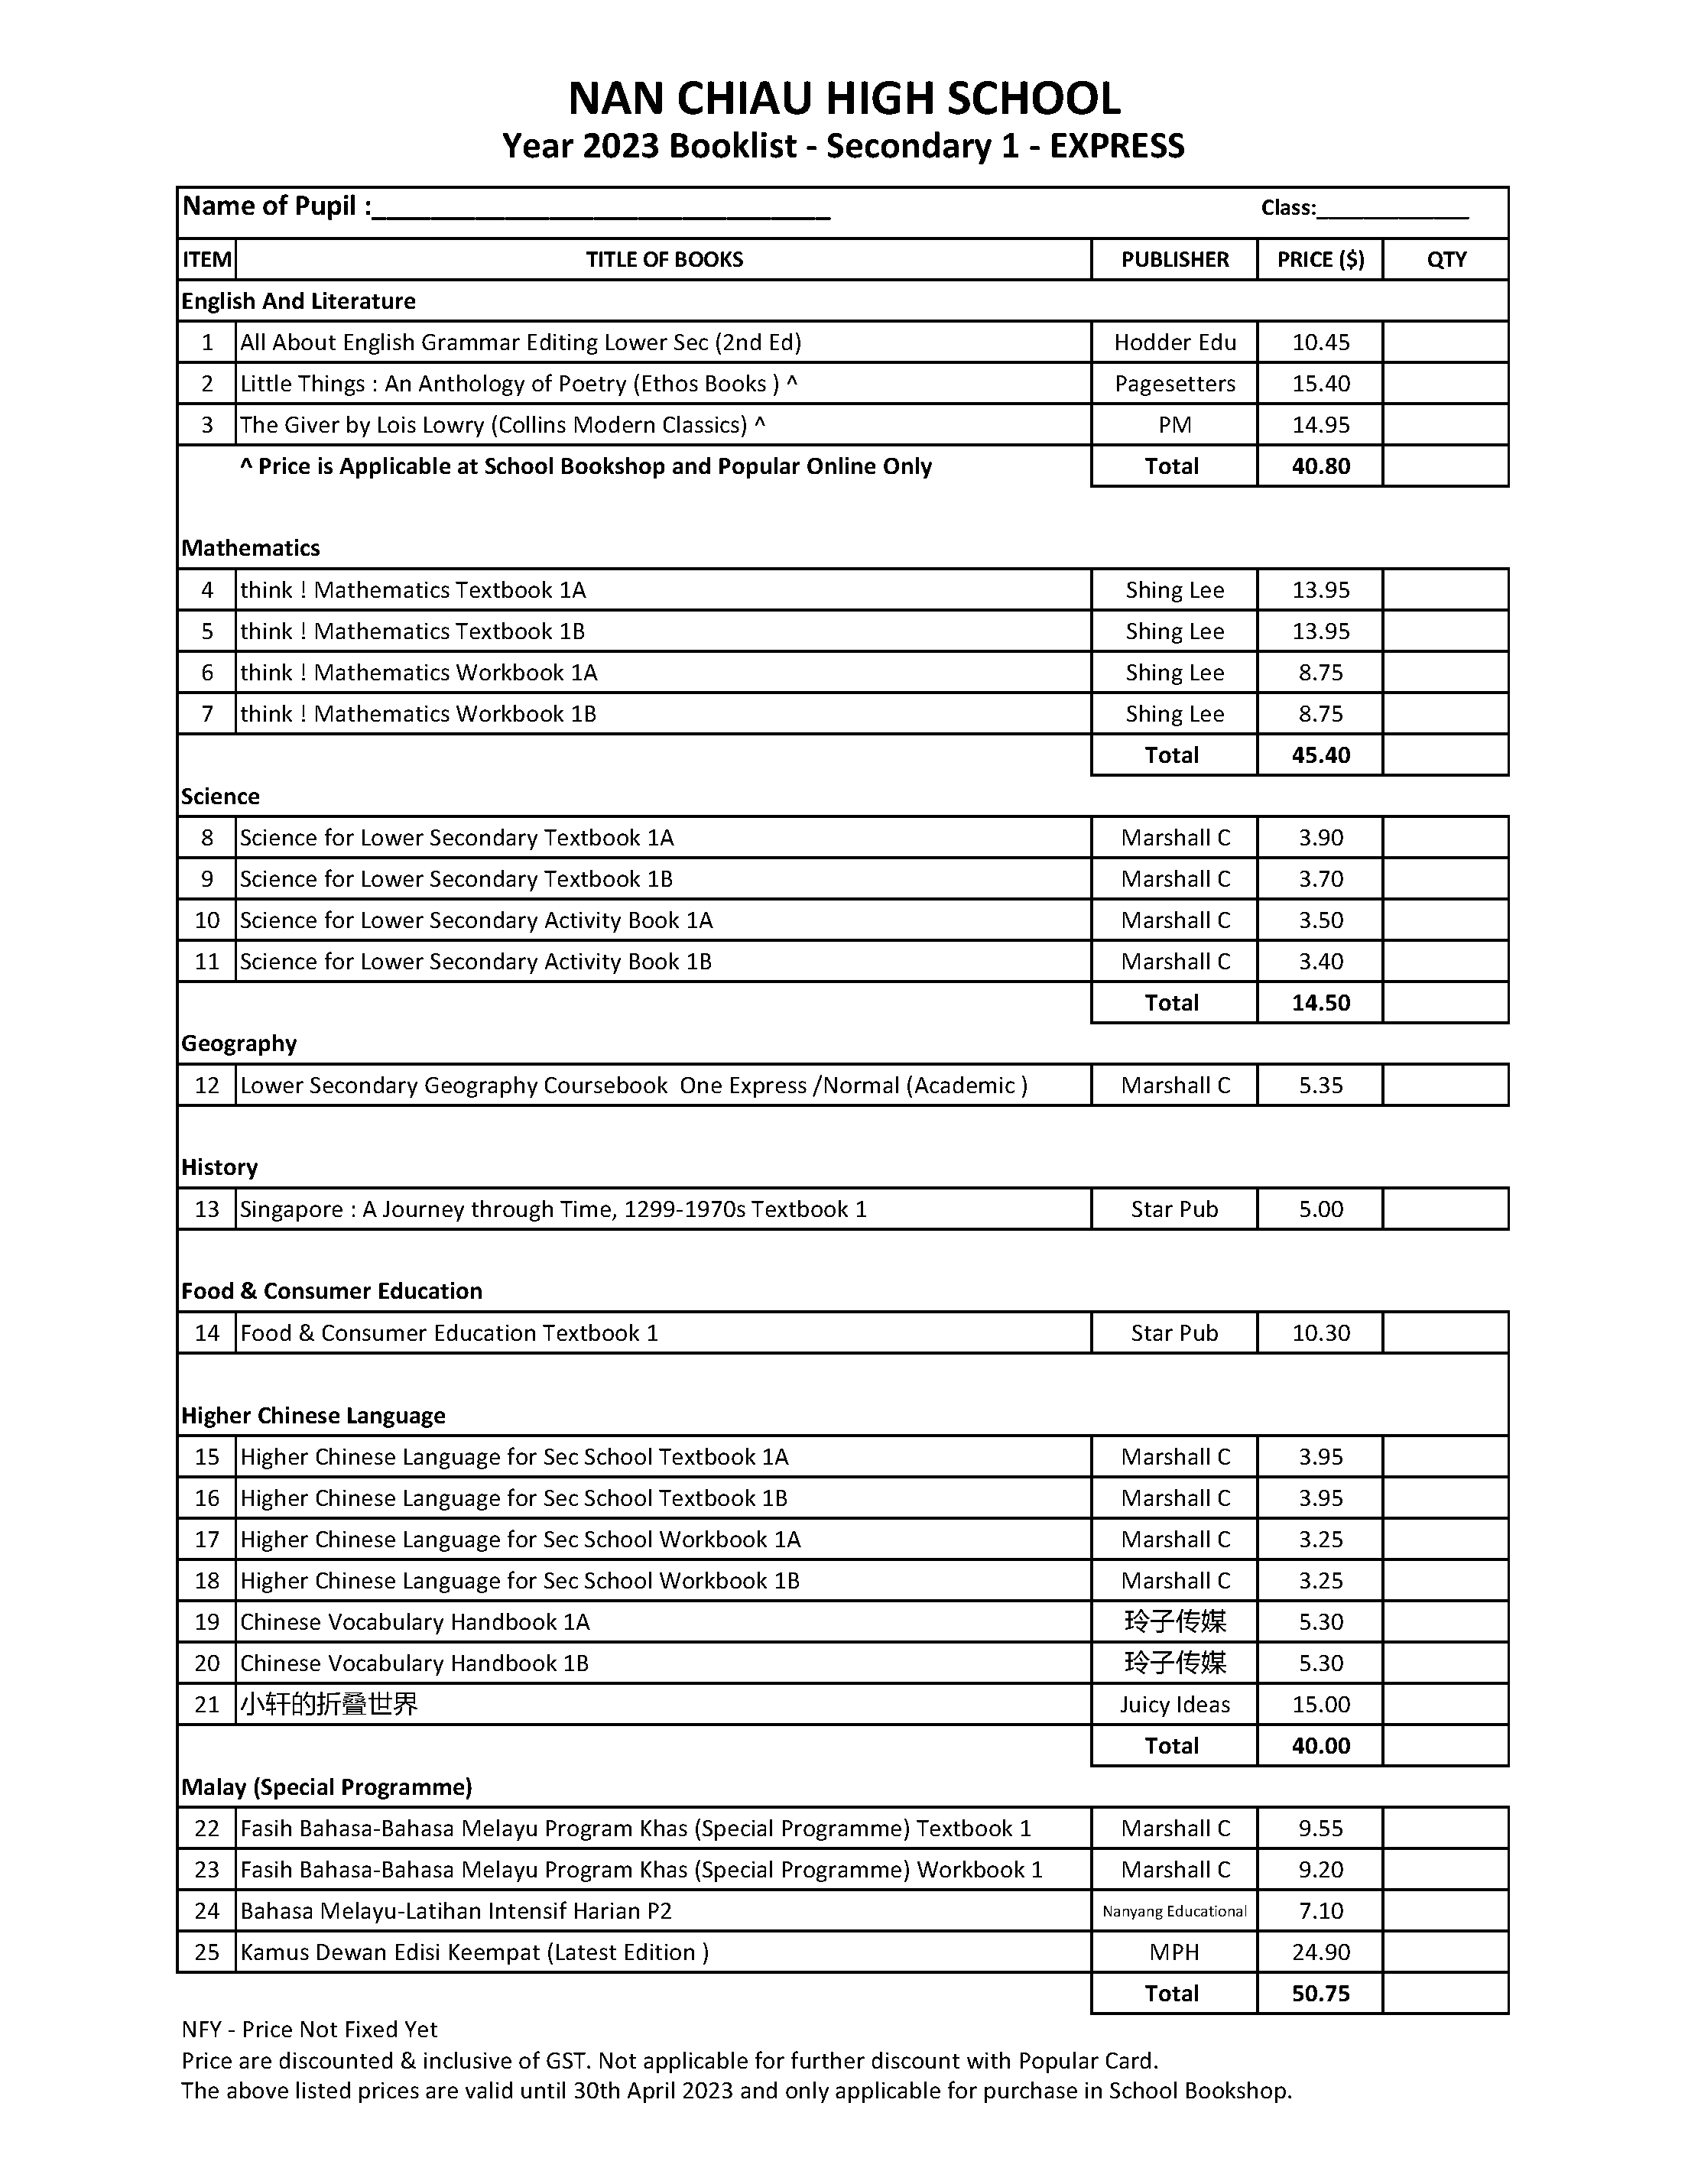 NAN CHIAU HIGH SCHOOL
Year 2023 Booklist - Secondary 1 - EXPRESS
Name of Pupil :______________________________ Class:____________
ITEM TITLE OF BOOKS PUBLISHER PRICE ($) QTY
English And Literature
1 All About English Grammar Editing Lower Sec (2nd Ed) Hodder Edu 10.45
2 Little Things : An Anthology of Poetry (Ethos Books ) ^ Pagesetters 15.40
3 The Giver by Lois Lowry (Collins Modern Classics) ^ PM 14.95
^ Price is Applicable at School Bookshop and Popular Online Only Total 40.80
Mathematics
4 think ! Mathematics Textbook 1A Shing Lee 13.95
5 think ! Mathematics Textbook 1B Shing Lee 13.95
6 think ! Mathematics Workbook 1A Shing Lee 8.75
7 think ! Mathematics Workbook 1B Shing Lee 8.75
Total 45.40
Science
8 Science for Lower Secondary Textbook 1A Marshall C 3.90
9 Science for Lower Secondary Textbook 1B Marshall C 3.70
10 Science for Lower Secondary Activity Book 1A Marshall C 3.50
11 Science for Lower Secondary Activity Book 1B Marshall C 3.40
Total 14.50
Geography
12 Lower Secondary Geography Coursebook One Express /Normal (Academic ) Marshall C 5.35
History
13 Singapore : A Journey through Time, 1299-1970s Textbook 1 Star Pub 5.00
Food & Consumer Education
14 Food & Consumer Education Textbook 1 Star Pub 10.30
Higher Chinese Language
15 Higher Chinese Language for Sec School Textbook 1A Marshall C 3.95
16 Higher Chinese Language for Sec School Textbook 1B Marshall C 3.95
17 Higher Chinese Language for Sec School Workbook 1A Marshall C 3.25
18 Higher Chinese Language for Sec School Workbook 1B Marshall C 3.25
19 Chinese Vocabulary Handbook 1A 玲子传媒 5.30
20 Chinese Vocabulary Handbook 1B 玲子传媒 5.30
21 小轩的折叠世界 Juicy Ideas 15.00
Total 40.00
Malay (Special Programme)
22 Fasih Bahasa-Bahasa Melayu Program Khas (Special Programme) Textbook 1 Marshall C 9.55
23 Fasih Bahasa-Bahasa Melayu Program Khas (Special Programme) Workbook 1 Marshall C 9.20
24 Bahasa Melayu-Latihan Intensif Harian P2 Nanyang Educational 7.10
25 Kamus Dewan Edisi Keempat (Latest Edition ) MPH 24.90
Total 50.75
NFY - Price Not Fixed Yet
Price are discounted & inclusive of GST. Not applicable for further discount with Popular Card.
The above listed prices are valid until 30th April 2023 and only applicable for purchase in School Bookshop.